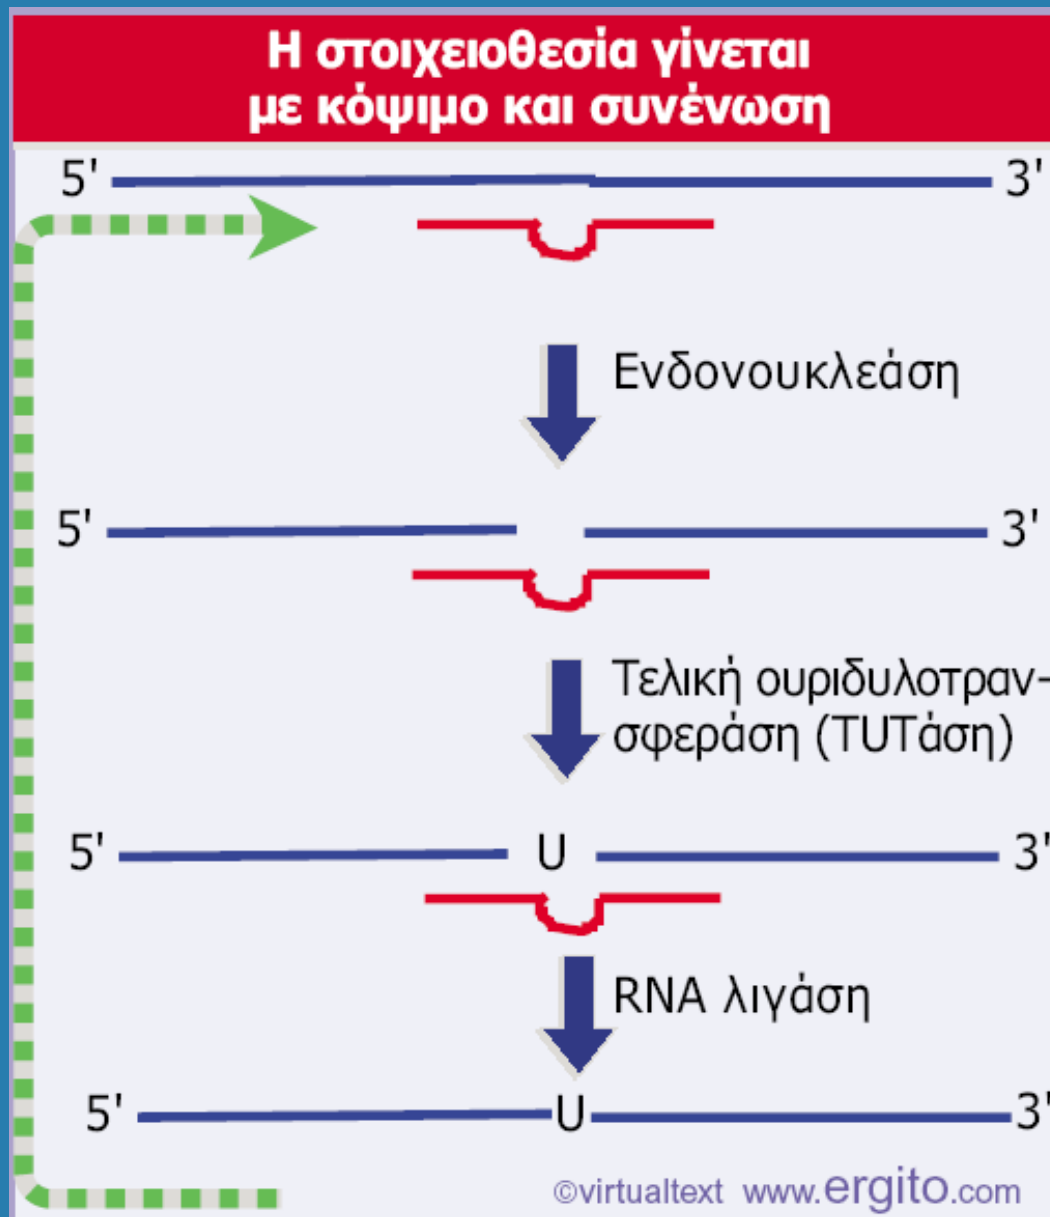 Η στοιχειοθεσία γίνεται
με κόψιμο και συνένωση
5' 3'
Ενδονουκλεάση
5' 3'
Τελική ουριδυλοτραν-
σφεράση (TUTάση)
5' U 3'
RNA λιγάση
5' U 3'
©virtualtext www.ergito.com